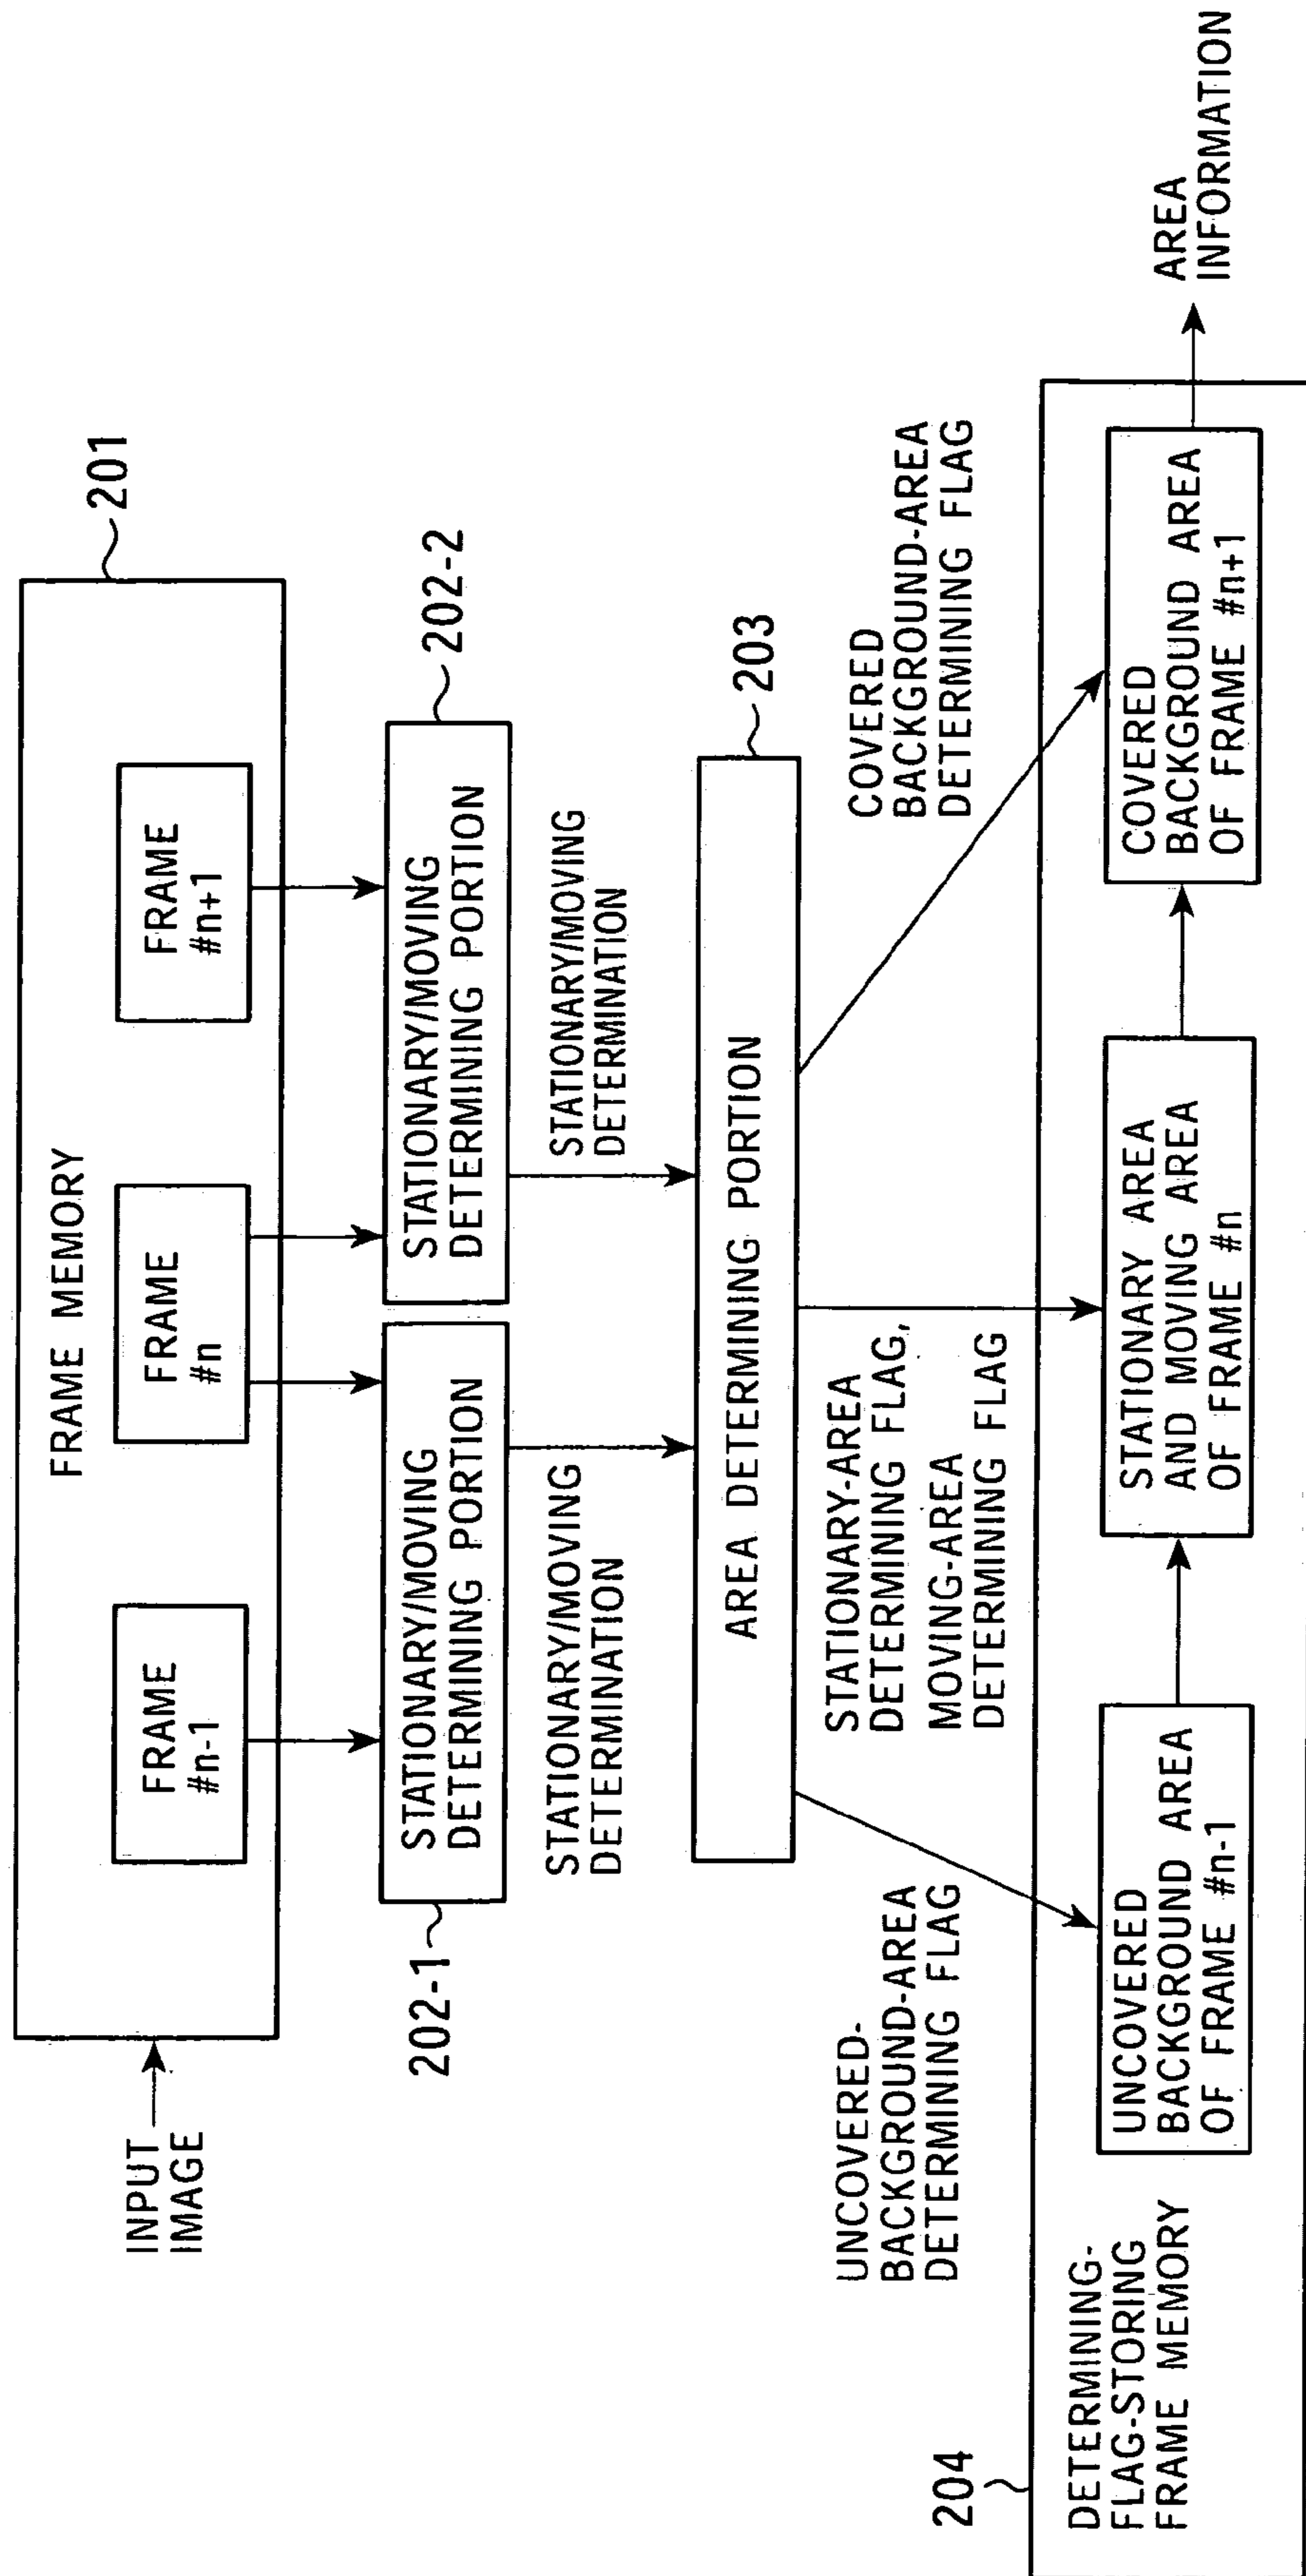 INPUT
IMAGE
FRAME MEMORY
201
FRAME
#n-1
FRAME
#n
FRAME
#n+1
202-1
STATIONARY/MOVING
DETERMINING PORTION
STATIONARY/MOVING
DETERMINING PORTION
202-2
STATIONARY/MOVING
DETERMINATION
STATIONARY/MOVING
DETERMINATION
AREA DETERMINING PORTION
203
UNCOVERED-
BACKGROUND-AREA
DETERMINING FLAG
STATIONARY-AREA
DETERMINING FLAG,
MOVING-AREA
DETERMINING FLAG
COVERED
BACKGROUND-AREA
DETERMINING FLAG
204
DETERMINING-
FLAG-STORING
FRAME MEMORY
UNCOVERED
BACKGROUND AREA
OF FRAME #n-1
STATIONARY AREA
AND MOVING AREA
OF FRAME #n
COVERED
BACKGROUND AREA
OF FRAME #n+1
AREA
INFORMATION